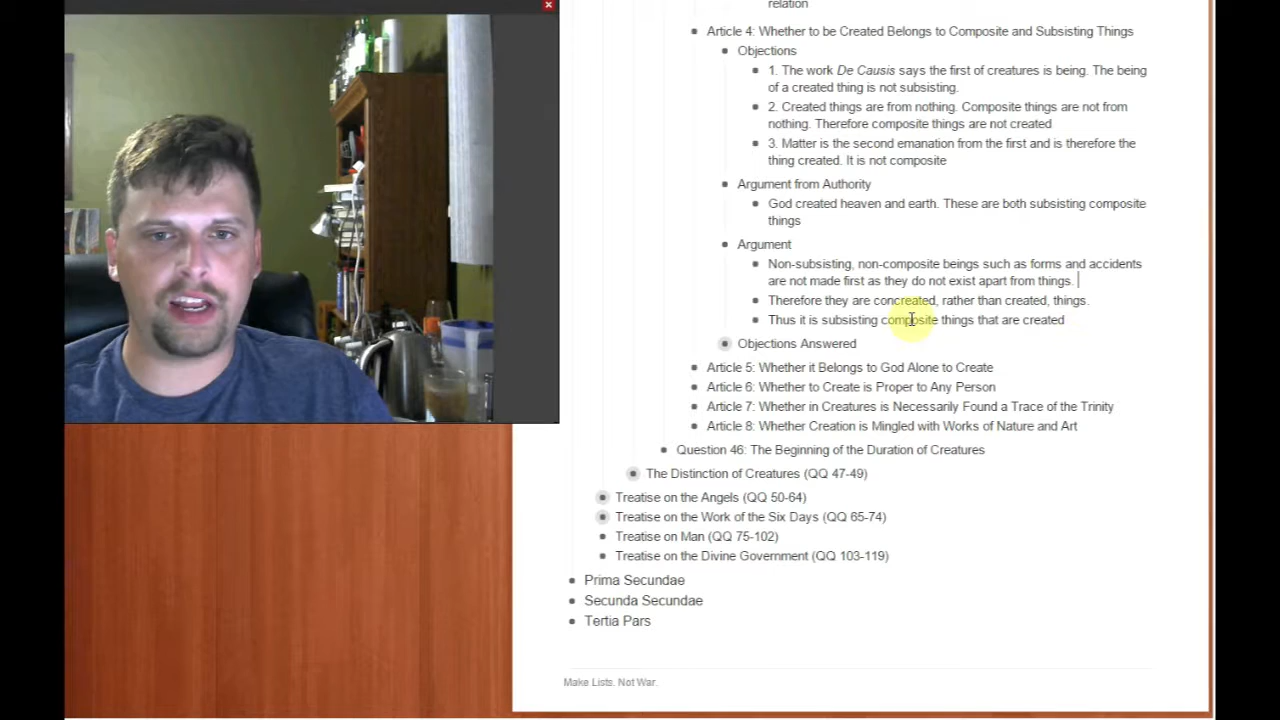 relation
Article 4: Whether to be Created Belongs to Composite and Subsisting Things
Objections
1. The work De Causis says the first of creatures is being. The being
of a created thing is not subsisting.
2. Created things are from nothing. Composite things are not from
nothing. Therefore composite things are not created
3. Matter is the second emanation from the first and is therefore the
thing created. It is not composite
Argument from Authority
God created heaven and earth. These are both subsisting composite
things
Argument
Non-subsisting, non-composite beings such as forms and accidents
are not made first as they do not exist apart from things.
Therefore they are concreated, rather than created, things.
Thus it is subsisting composite things that are created
Objections Answered
Article 5: Whether it Belongs to God Alone to Create
Article 6: Whether to Create is Proper to Any Person
Article 7: Whether in Creatures is Necessarily Found a Trace of the Trinity
Article 8: Whether Creation is Mingled with Works of Nature and Art
Question 46: The Beginning of the Duration of Creatures
The Distinction of Creatures (QQ 47-49)
Treatise on the Angels (QQ 50-64)
Treatise on the Work of the Six Days (QQ 65-74)
Treatise on Man (QQ 75-102)
Treatise on the Divine Government (QQ 103-119)
Prima Secundae
Secunda Secundae
Tertia Pars
Make Lists. Not War.